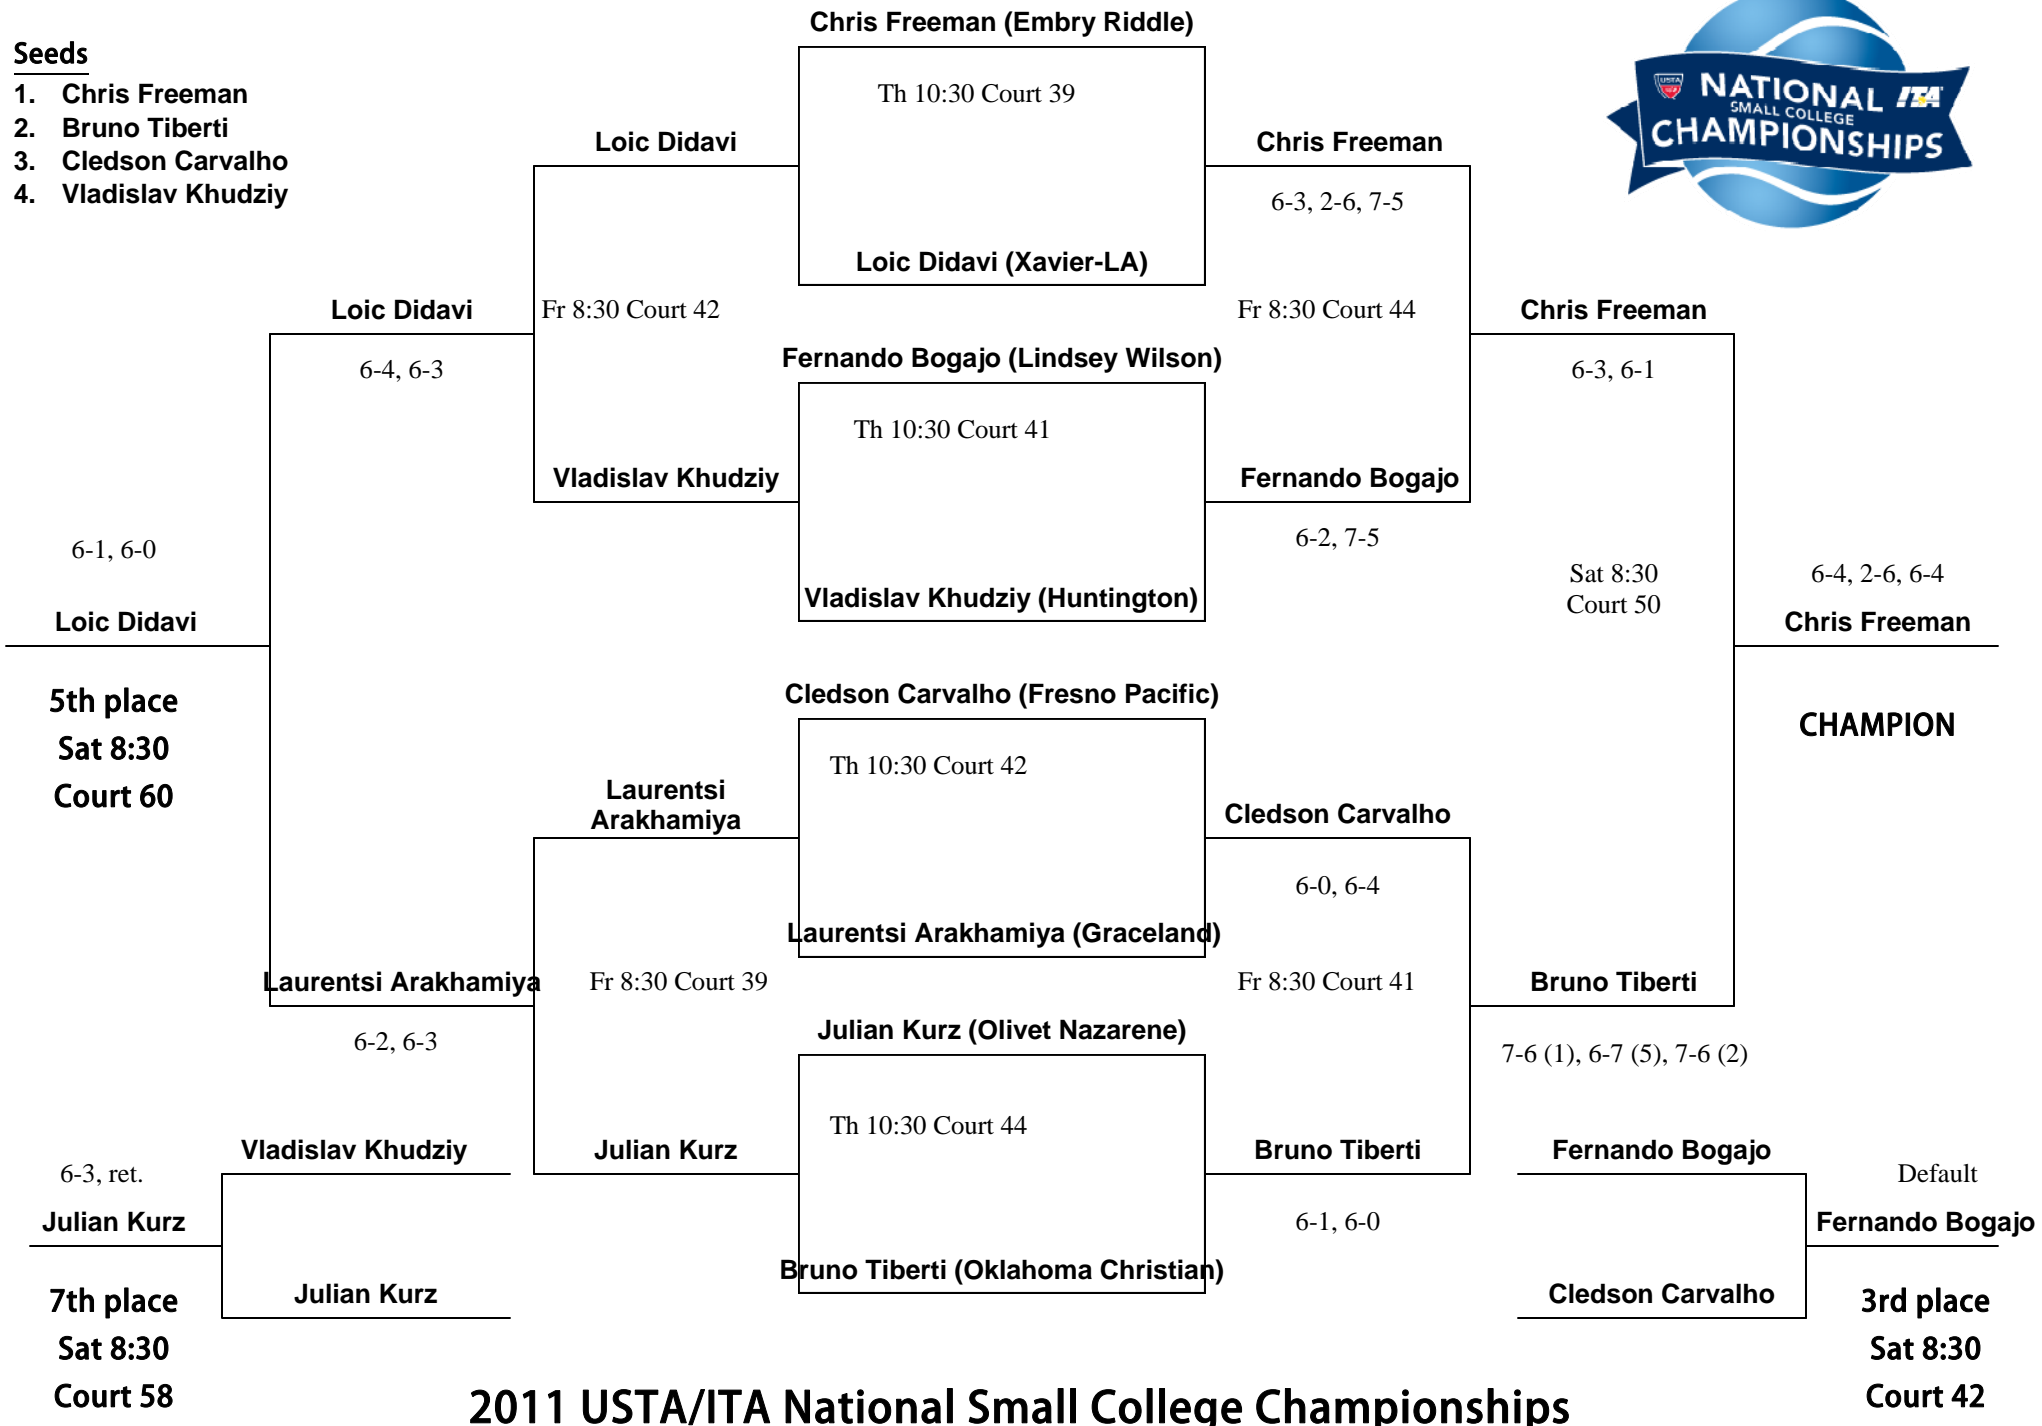 Seeds
1. Chris Freeman
2. Bruno Tiberti
3. Cledson Carvalho
4. Vladislav Khudziy
USTA
NATIONAL
ITA
SMALL COLLEGE
CHAMPIONSHIPS
Chris Freeman (Embry Riddle)
Th 10:30 Court 39
Loic Didavi
Chris Freeman
6-3, 2-6, 7-5
Loic Didavi (Xavier-LA)
Loic Didavi
Fr 8:30 Court 42
Fr 8:30 Court 44
Chris Freeman
6-4, 6-3
Fernando Bogajo (Lindsey Wilson)
6-3, 6-1
Th 10:30 Court 41
Vladislav Khudziy
Fernando Bogajo
6-2, 7-5
6-1, 6-0
Loic Didavi
Vladislav Khudziy (Huntington)
Sat 8:30
Court 50
6-4, 2-6, 6-4
Chris Freeman
5th place
Sat 8:30
Court 60
Cledson Carvalho (Fresno Pacific)
CHAMPION
Th 10:30 Court 42
Laurentsi
Arakhamiya
Cledson Carvalho
6-0, 6-4
Laurentsi Arakhamiya (Graceland)
Laurentsi Arakhamiya
Fr 8:30 Court 39
Fr 8:30 Court 41
Bruno Tiberti
6-2, 6-3
Julian Kurz (Olivet Nazarene)
7-6 (1), 6-7 (5), 7-6 (2)
Th 10:30 Court 44
Vladislav Khudziy
Julian Kurz
Bruno Tiberti
Fernando Bogajo
6-3, ret.
Default
Julian Kurz
6-1, 6-0
Fernando Bogajo
Bruno Tiberti (Oklahoma Christian)
Julian Kurz
Cledson Carvalho
7th place
Sat 8:30
Court 58
3rd place
Sat 8:30
Court 42
2011 USTA/ITA National Small College Championships